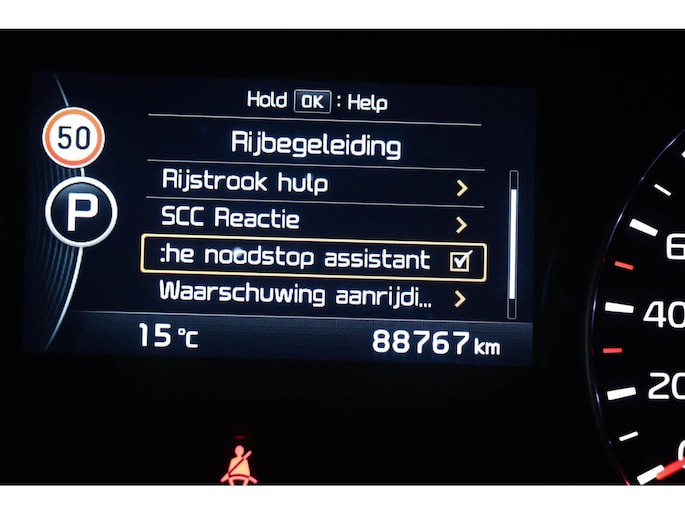 Hold OK : Help
50
Rijbegeleiding
Rijstrook hulp
P
SCC Reactie
:he noodstop assistant
Waarschuwing aanrijdi...
15 °C
88767 km
40
20